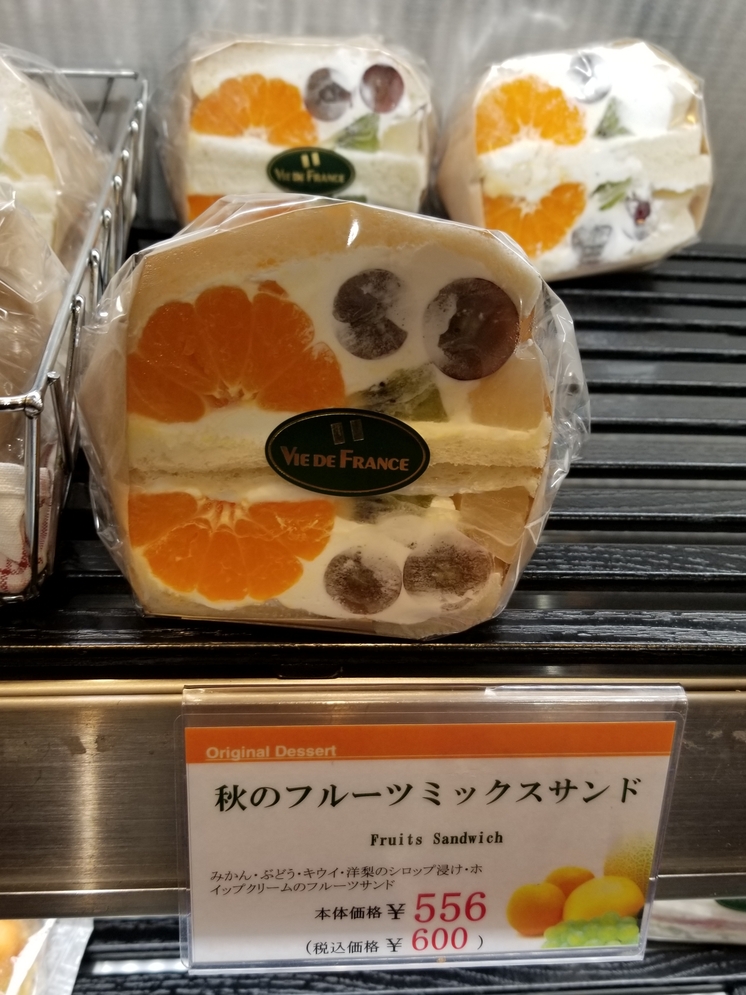 VIE DE FRANCE
VIE DE FRANCE
Original Dessert
秋のフルーツミックスサンド
Fruits Sandwich
みかん・ぶどう・キウイ・洋梨のシロップ浸け・ホ
イップクリームのフルーツサンド
本体価格 ¥ 556
(税込価格 ¥ 600 )